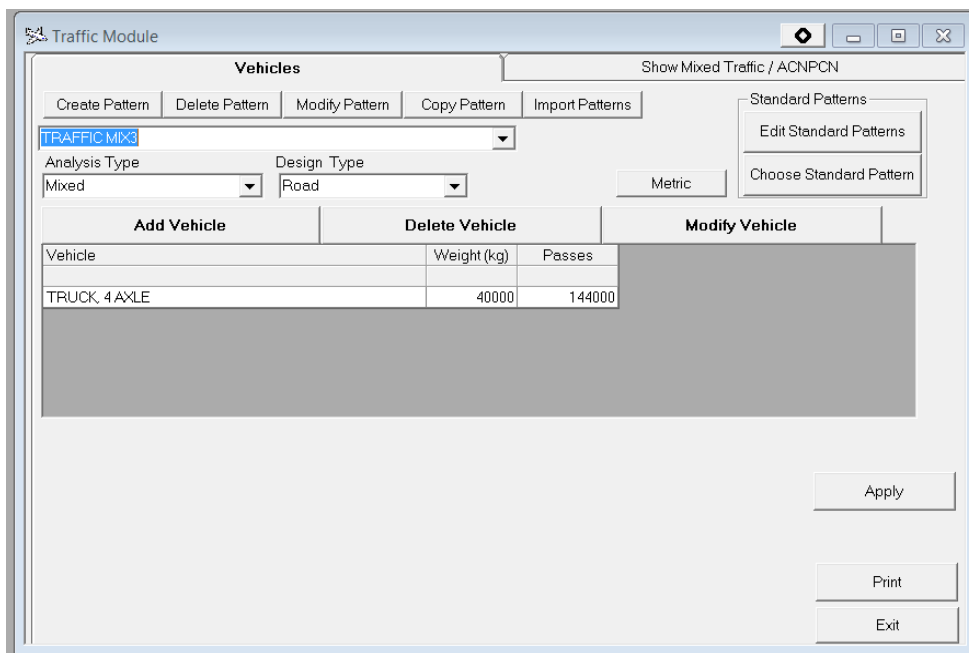 Traffic Module
Vehicles
Show Mixed Traffic / ACNPCN
Create Pattern
Delete Pattern
Modify Pattern
Copy Pattern
Import Patterns
Standard Patterns
Edit Standard Patterns
TRAFFIC MIX3
Analysis Type
Design Type
Mixed
Road
Metric
Choose Standard Pattern
Add Vehicle
Delete Vehicle
Modify Vehicle
Vehicle
Weight (kg)
Passes
TRUCK, 4 AXLE
40000
144000
Apply
Print
Exit